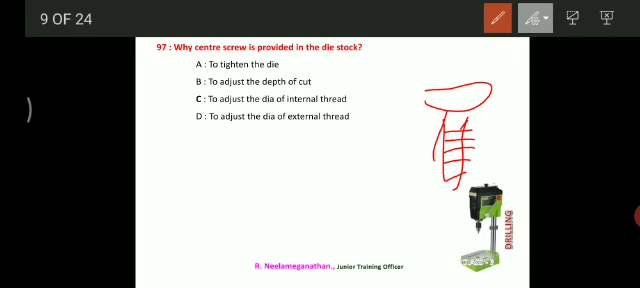 9 OF 24
97 : Why centre screw is provided in the die stock?
A : To tighten the die
B : To adjust the depth of cut
C : To adjust the dia of internal thread
D : To adjust the dia of external thread
DRILLING
R. Neelameganathan., Junior Training Officer